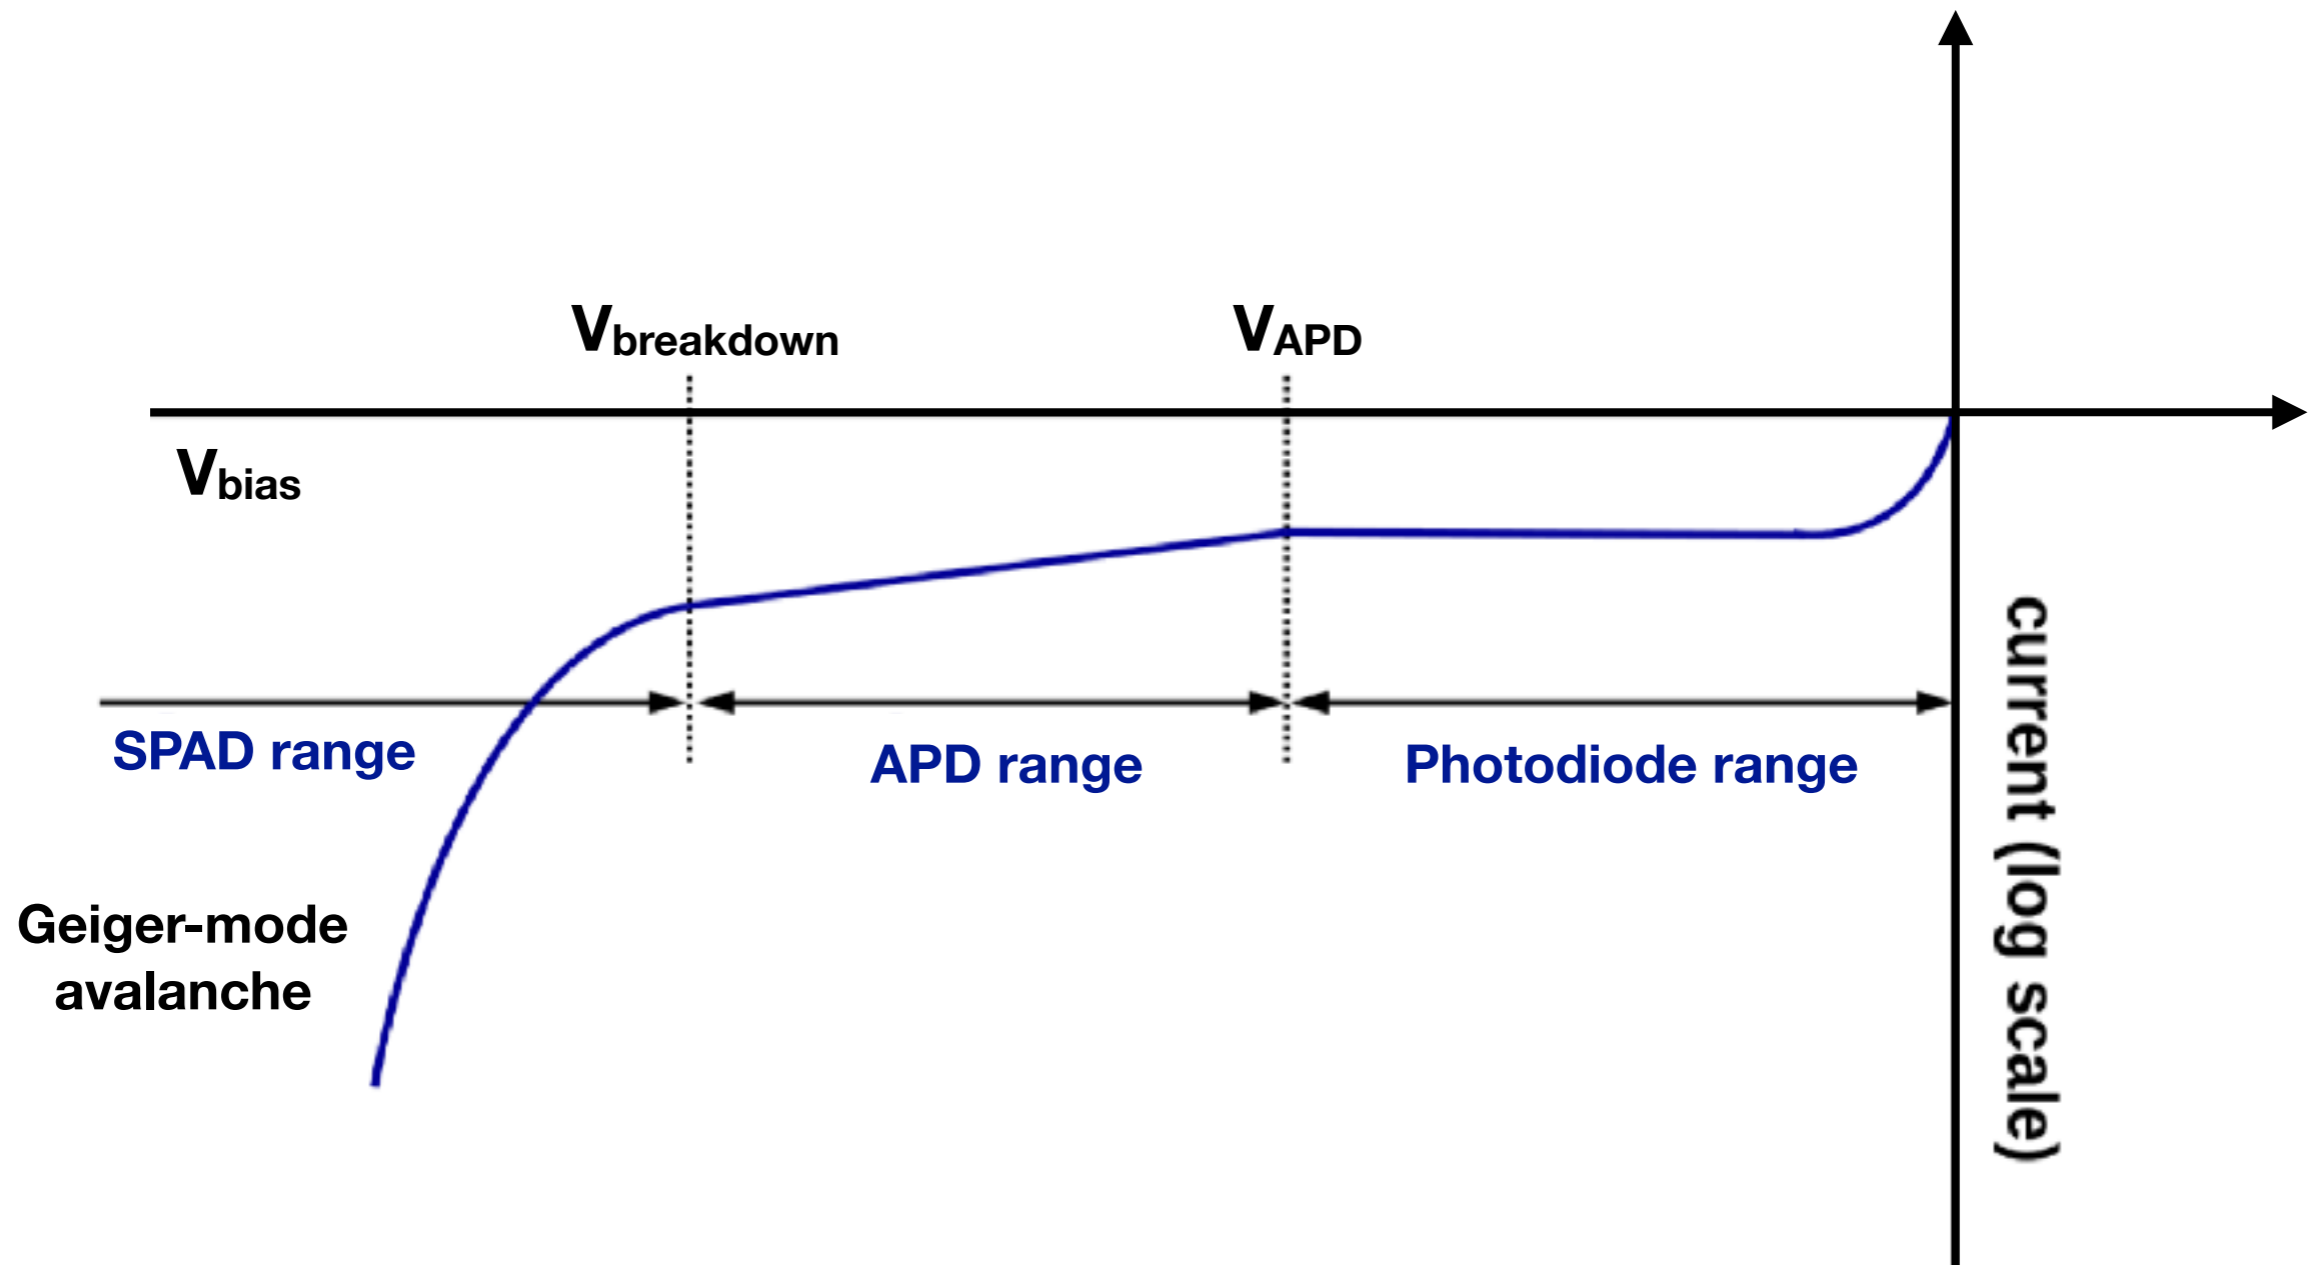 Vbreakdown
VAPD
Vbias
SPAD range
APD range
Photodiode range
Geiger-mode
avalanche
current (log scale)